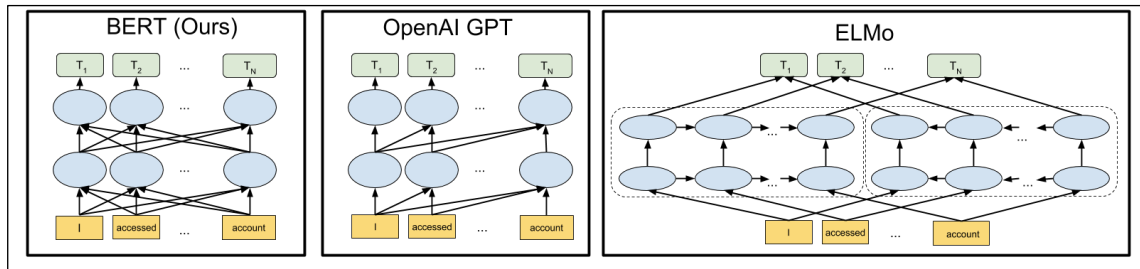 BERT (Ours)
T1 T2 ... TN
...
...
I accessed ... account
OpenAI GPT
T1 T2 ... TN
...
...
I accessed ... account
ELMo
T1 T2 ... TN
... ...
... ...
I accessed ... account